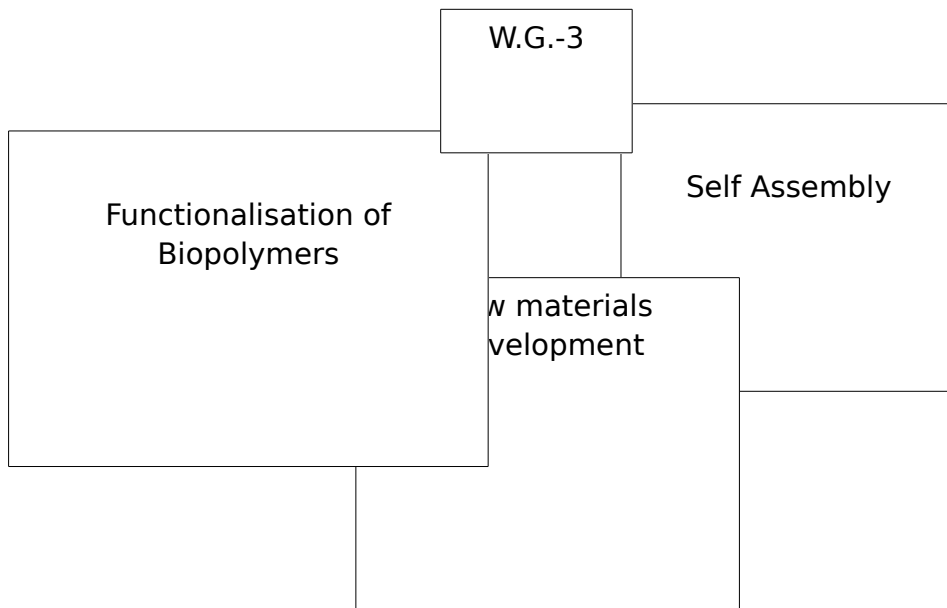 W.G.-3
Self Assembly
Functionalisation of
Biopolymers
w materials
velopment